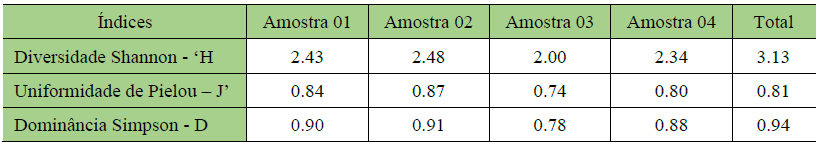 Índices Amostra 01 Amostra 02 Amostra 03 Amostra 04 Total
Diversidade Shannon - ‘H 2.43 2.48 2.00 2.34 3.13
Uniformidade de Pielou – J’ 0.84 0.87 0.74 0.80 0.81
Dominância Simpson - D 0.90 0.91 0.78 0.88 0.94